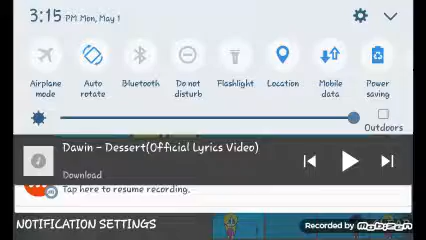 3:15 PM Mon, May 1
Airplane mode
Auto rotate
Bluetooth
Do not disturb
Flashlight
Location
Mobile data
Power saving
Outdoors
Dawin - Dessert(Official Lyrics Video)
Download
Tap here to resume recording.
NOTIFICATION SETTINGS
Recorded by MOBIZEN